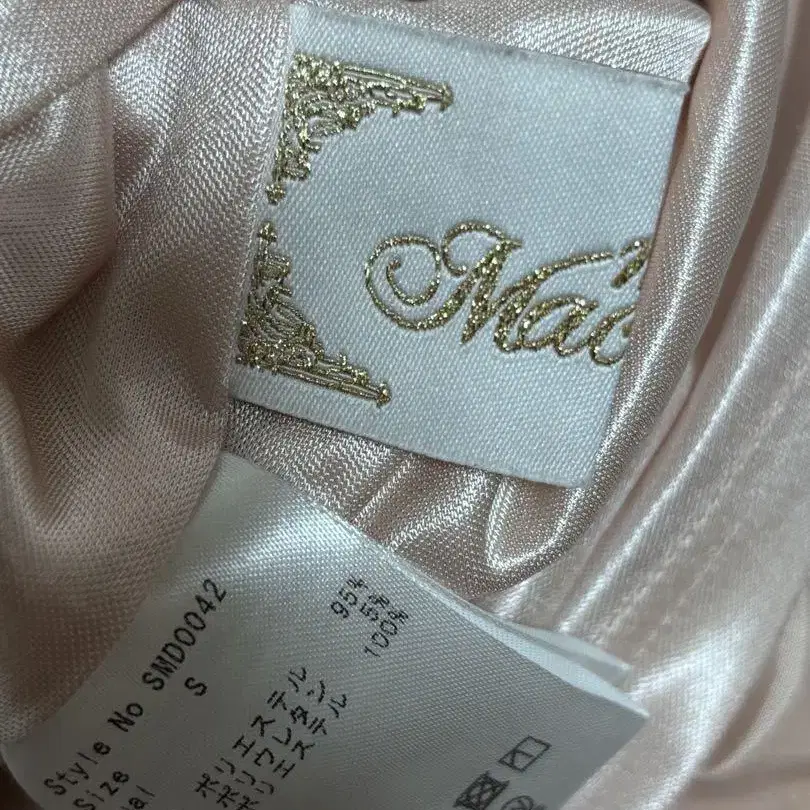 Mac
Style No SMD0042
Size S
ポリエステル 95%
ポリウレタン 5%
ポリエステル 100%